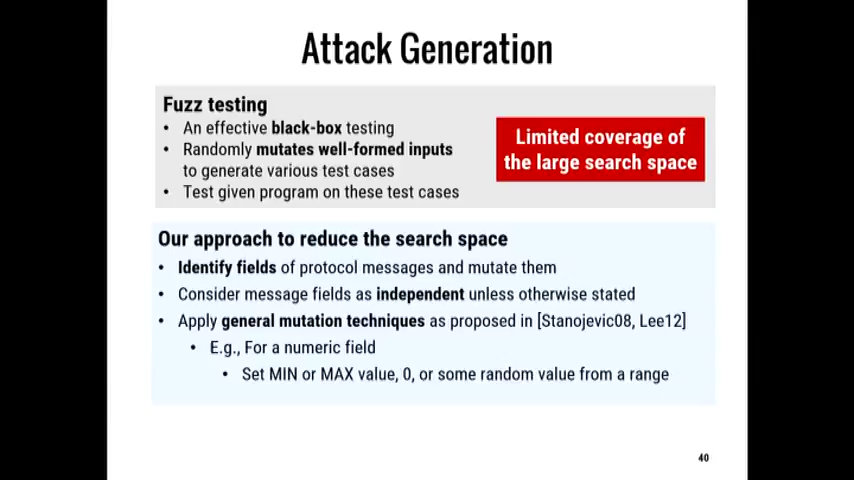 Attack Generation
Fuzz testing
• An effective black-box testing
• Randomly mutates well-formed inputs
to generate various test cases
• Test given program on these test cases
Limited coverage of
the large search space
Our approach to reduce the search space
• Identify fields of protocol messages and mutate them
• Consider message fields as independent unless otherwise stated
• Apply general mutation techniques as proposed in [Stanojevic08, Lee12]
• E.g., For a numeric field
• Set MIN or MAX value, 0, or some random value from a range
40